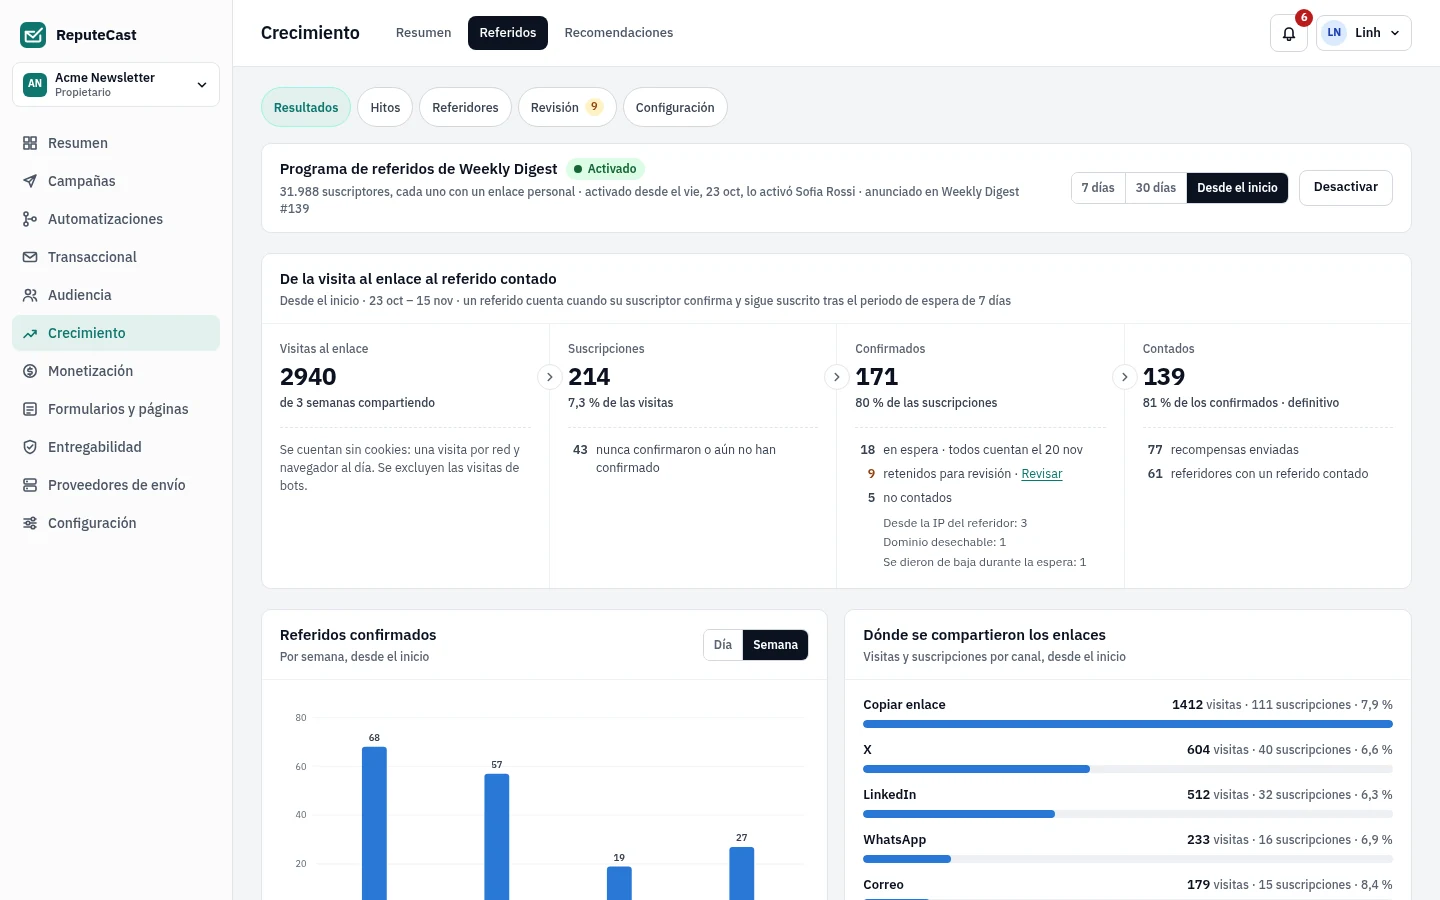 ReputeCast
AN
Acme Newsletter
Propietario
Resumen
Campañas
Automatizaciones
Transaccional
Audiencia
Crecimiento
Monetización
Formularios y páginas
Entregabilidad
Proveedores de envío
Configuración
Crecimiento
Resumen
Referidos
Recomendaciones
6
LN
Linh
Resultados
Hitos
Referidores
Revisión 9
Configuración
Programa de referidos de Weekly Digest
Activado
31.988 suscriptores, cada uno con un enlace personal · activado desde el vie, 23 oct, lo activó Sofia Rossi · anunciado en Weekly Digest
#139
7 días
30 días
Desde el inicio
Desactivar
De la visita al enlace al referido contado
Desde el inicio · 23 oct – 15 nov · un referido cuenta cuando su suscriptor confirma y sigue suscrito tras el periodo de espera de 7 días
Visitas al enlace
2940
de 3 semanas compartiendo
Se cuentan sin cookies: una visita por red y
navegador al día. Se excluyen las visitas de
bots.
Suscripciones
214
7,3 % de las visitas
43 nunca confirmaron o aún no han
confirmado
Confirmados
171
80 % de las suscripciones
18 en espera · todos cuentan el 20 nov
9 retenidos para revisión · Revisar
5 no contados
Desde la IP del referidor: 3
Dominio desechable: 1
Se dieron de baja durante la espera: 1
Contados
139
81 % de los confirmados · definitivo
77 recompensas enviadas
61 referidores con un referido contado
Referidos confirmados
Por semana, desde el inicio
Día
Semana
80
60
40
20
68
57
19
27
Dónde se compartieron los enlaces
Visitas y suscripciones por canal, desde el inicio
Copiar enlace 1412 visitas · 111 suscripciones · 7,9 %
X 604 visitas · 40 suscripciones · 6,6 %
LinkedIn 512 visitas · 32 suscripciones · 6,3 %
WhatsApp 233 visitas · 16 suscripciones · 6,9 %
Correo 179 visitas · 15 suscripciones · 8,4 %